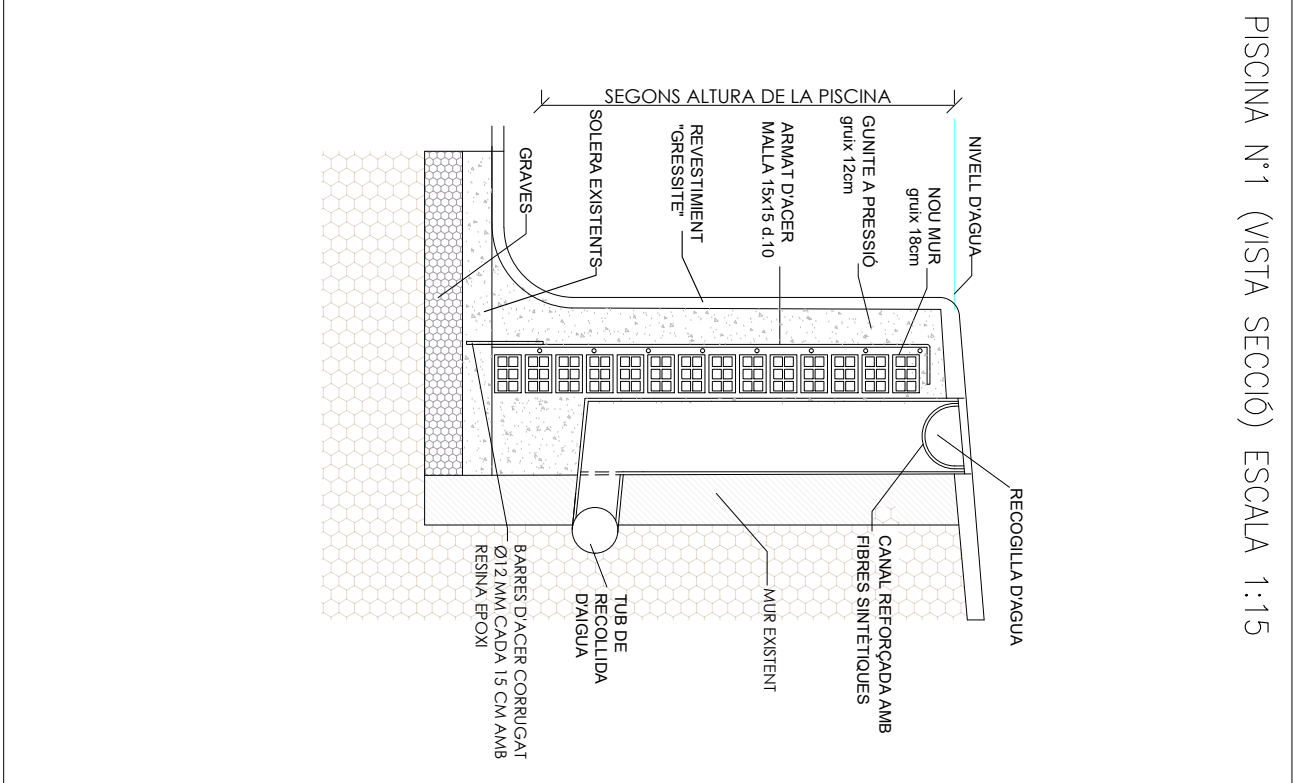 PISCINA Nº1 (VISTA SECCIÓ) ESCALA 1:15
NIVELL D'AGUA
NOU MUR
gruix 18cm
GUNITE A PRESSIÓ
gruix 12cm
ARMAT D'ACER
MALLA 15x15 d.10
REVESTIMIENT
"GRESSITE"
SOLERA EXISTENTS
GRAVES
SEGONS ALTURA DE LA PISCINA
RECOGILLA D'AGUA
CANAL REFORÇADA AMB
FIBRES SINTÈTIQUES
MUR EXISTENT
TUB DE
RECOLLIDA
D'AIGUA
BARRES D'ACER CORRUGAT
Ø12 MM CADA 15 CM AMB
RESINA EPOXI